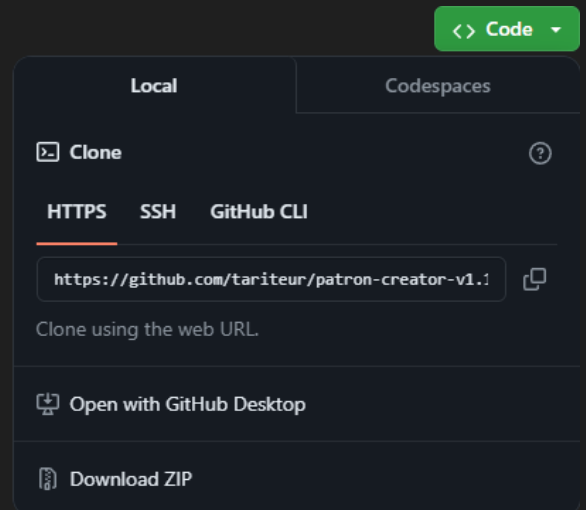 Code
Local Codespaces
Clone
HTTPS SSH GitHub CLI
https://github.com/tariteur/patron-creator-v1.1
Clone using the web URL.
Open with GitHub Desktop
Download ZIP